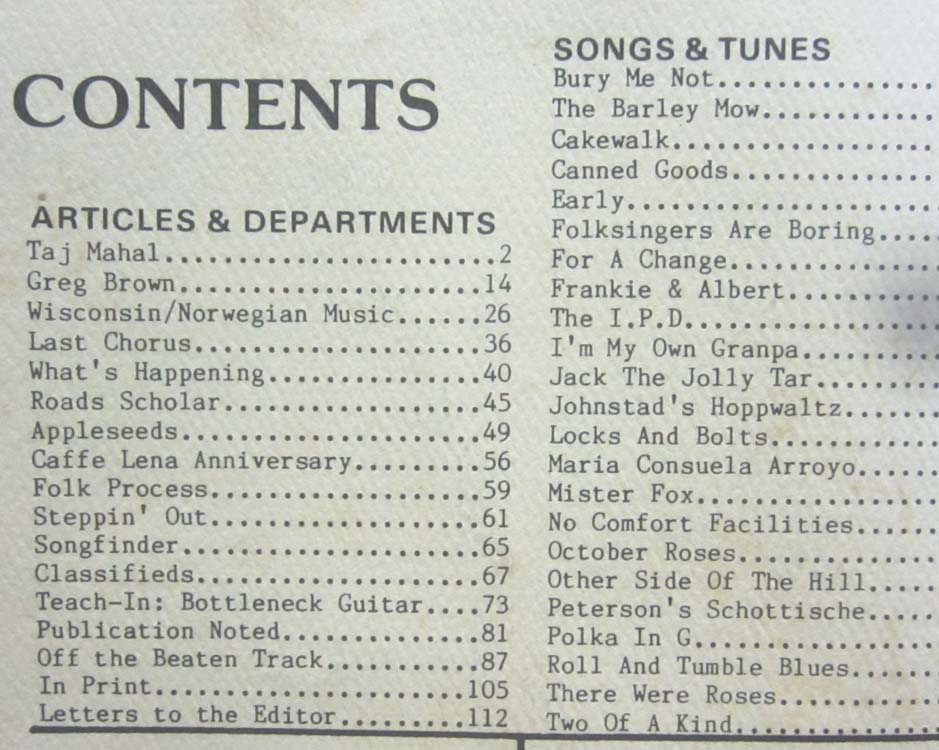 CONTENTS
ARTICLES & DEPARTMENTS
Taj Mahal.......................2
Greg Brown.....................14
Wisconsin/Norwegian Music......26
Last Chorus....................36
What's Happening...............40
Roads Scholar..................45
Appleseeds.....................49
Caffe Lena Anniversary.........56
Folk Process...................59
Steppin' Out...................61
Songfinder.....................65
Classifieds....................67
Teach-In: Bottleneck Guitar....73
Publication Noted..............81
Off the Beaten Track...........87
In Print......................105
Letters to the Editor.........112
SONGS & TUNES
Bury Me Not...............
The Barley Mow............
Cakewalk..................
Canned Goods..............
Early.....................
Folksingers Are Boring....
For A Change..............
Frankie & Albert..........
The I.P.D.................
I'm My Own Granpa.........
Jack The Jolly Tar........
Johnstad's Hoppwaltz......
Locks And Bolts...........
Maria Consuela Arroyo.....
Mister Fox................
No Comfort Facilities.....
October Roses.............
Other Side Of The Hill....
Peterson's Schottische....
Polka In G................
Roll And Tumble Blues.....
There Were Roses..........
Two Of A Kind.............